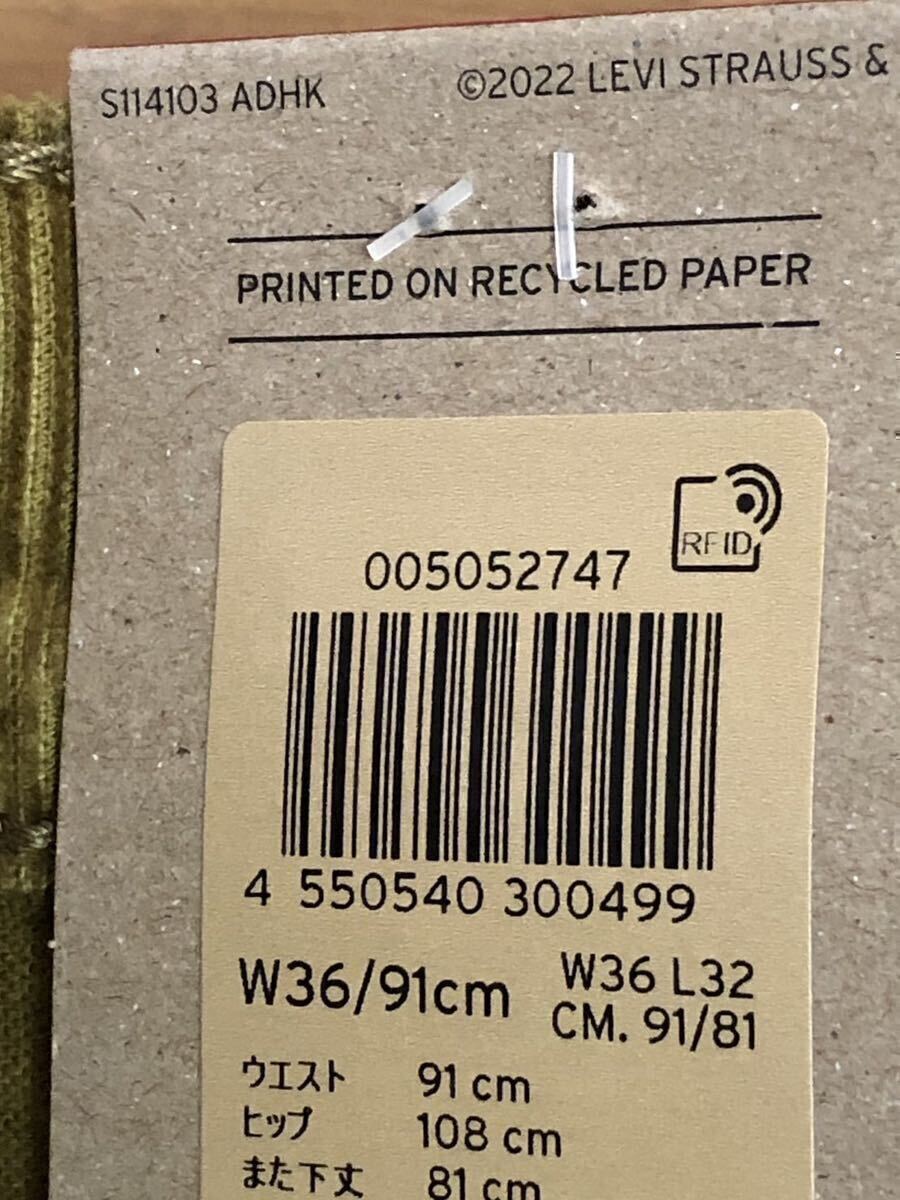 S114103 ADHK
©2022 LEVI STRAUSS &
PRINTED ON RECYCLED PAPER
RFID
005052747
4 550540 300499
W36/91cm
W36 L32
CM. 91/81
ウエスト 91 cm
ヒップ 108 cm
また下丈 81 cm